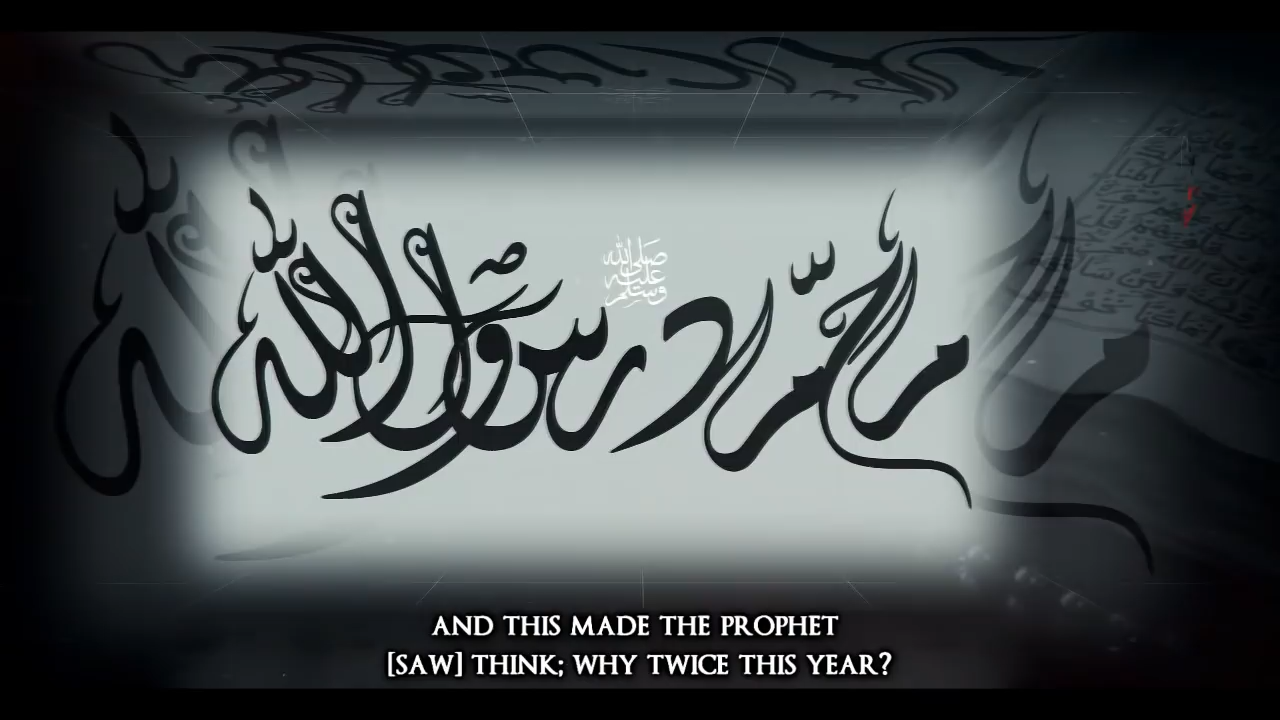 صلى الله
عليه
وسلم
محمد رسول الله
AND THIS MADE THE PROPHET
[SAW] THINK; WHY TWICE THIS YEAR?